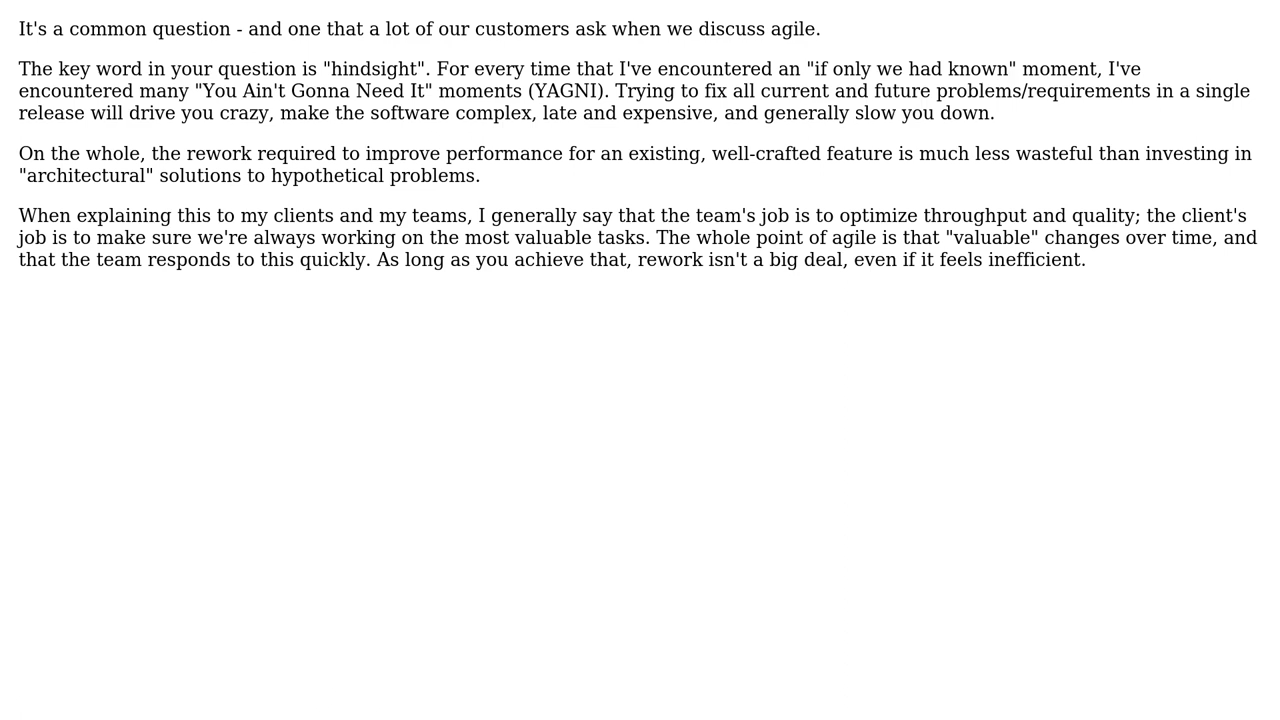 It's a common question - and one that a lot of our customers ask when we discuss agile.
The key word in your question is "hindsight". For every time that I've encountered an "if only we had known" moment, I've
encountered many "You Ain't Gonna Need It" moments (YAGNI). Trying to fix all current and future problems/requirements in a single
release will drive you crazy, make the software complex, late and expensive, and generally slow you down.
On the whole, the rework required to improve performance for an existing, well-crafted feature is much less wasteful than investing in
"architectural" solutions to hypothetical problems.
When explaining this to my clients and my teams, I generally say that the team's job is to optimize throughput and quality; the client's
job is to make sure we're always working on the most valuable tasks. The whole point of agile is that "valuable" changes over time, and
that the team responds to this quickly. As long as you achieve that, rework isn't a big deal, even if it feels inefficient.